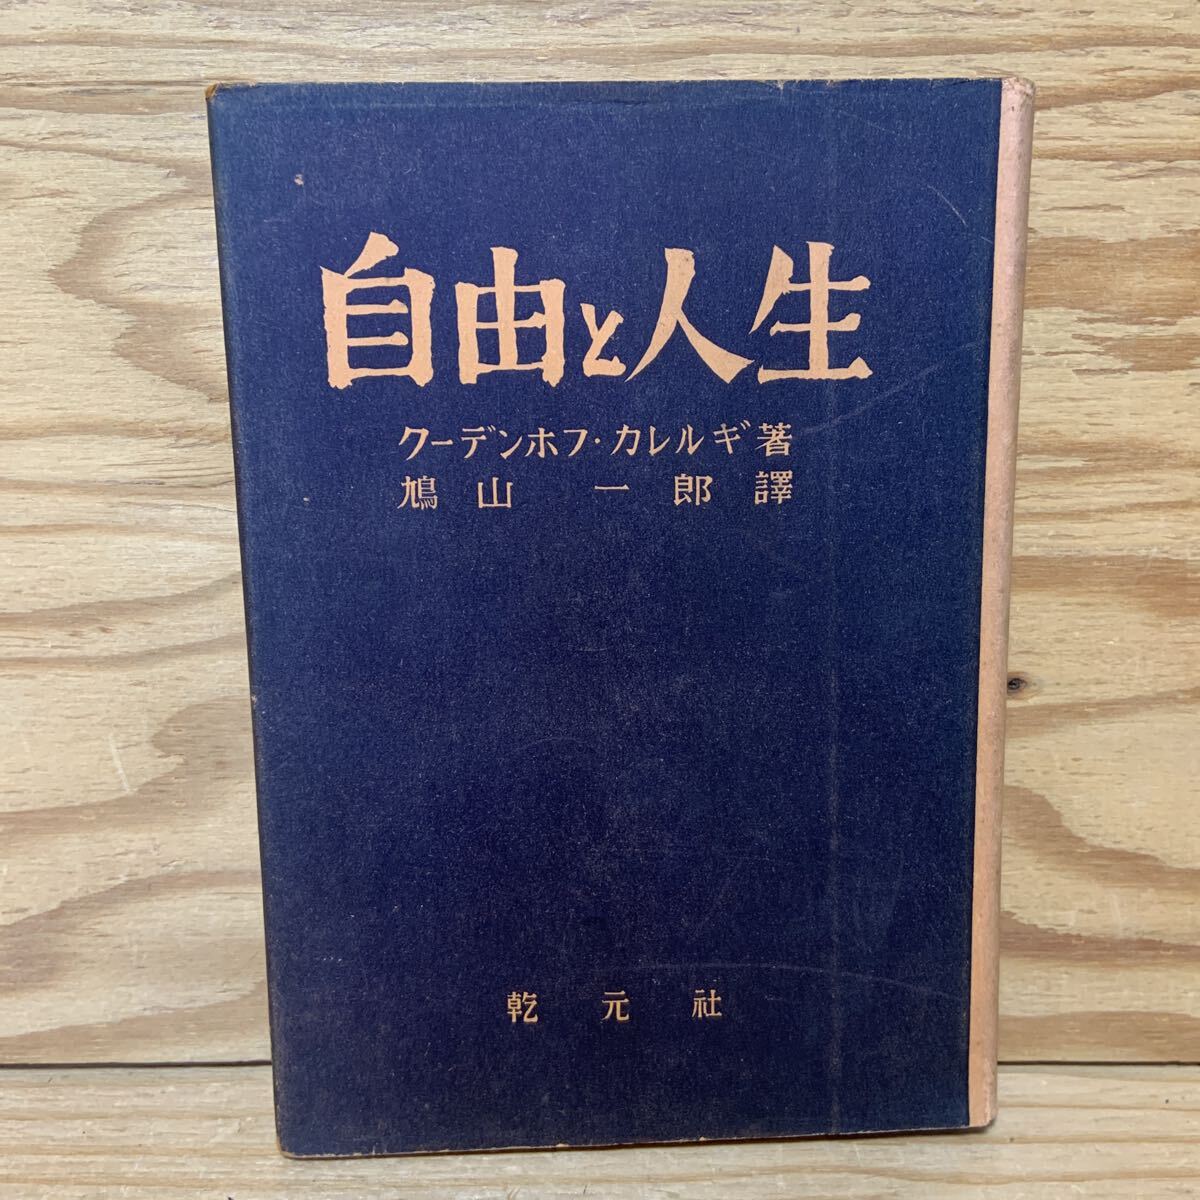 自由と人生
クーデンホフ・カレルギ著
鳩山一郎譯
乾元社